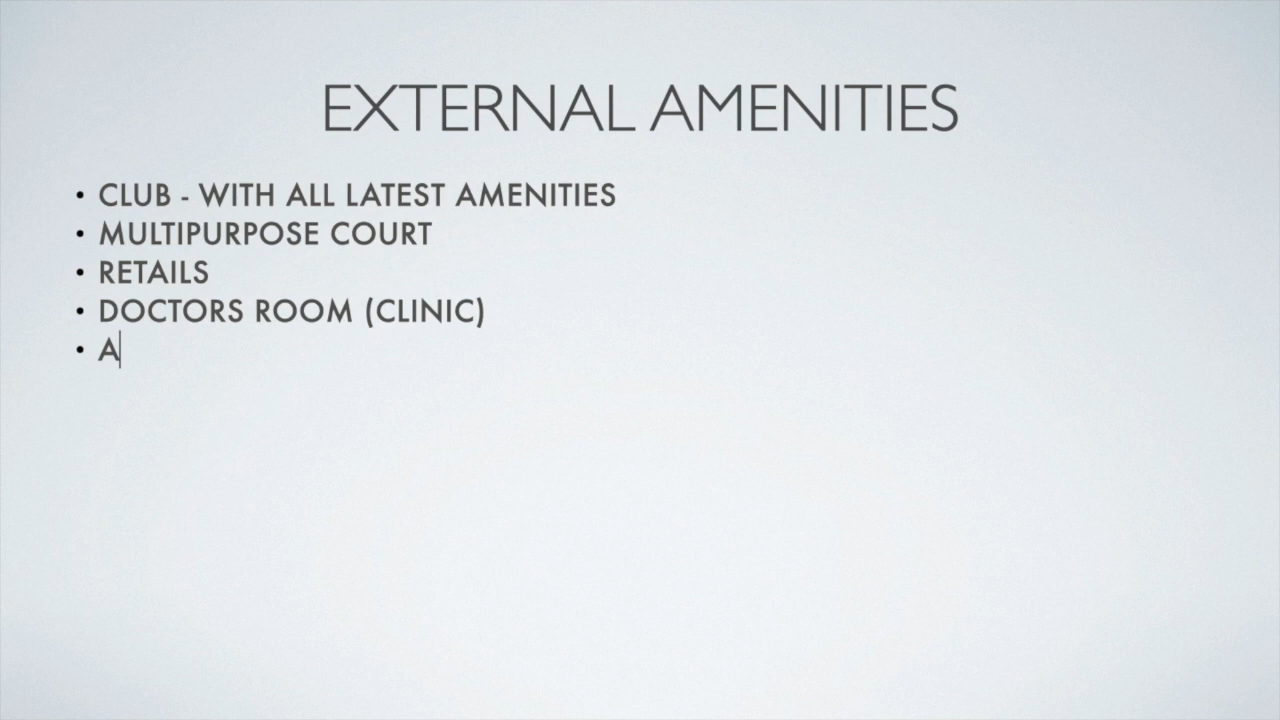 EXTERNAL AMENITIES
• CLUB - WITH ALL LATEST AMENITIES
• MULTIPURPOSE COURT
• RETAILS
• DOCTORS ROOM (CLINIC)
• A